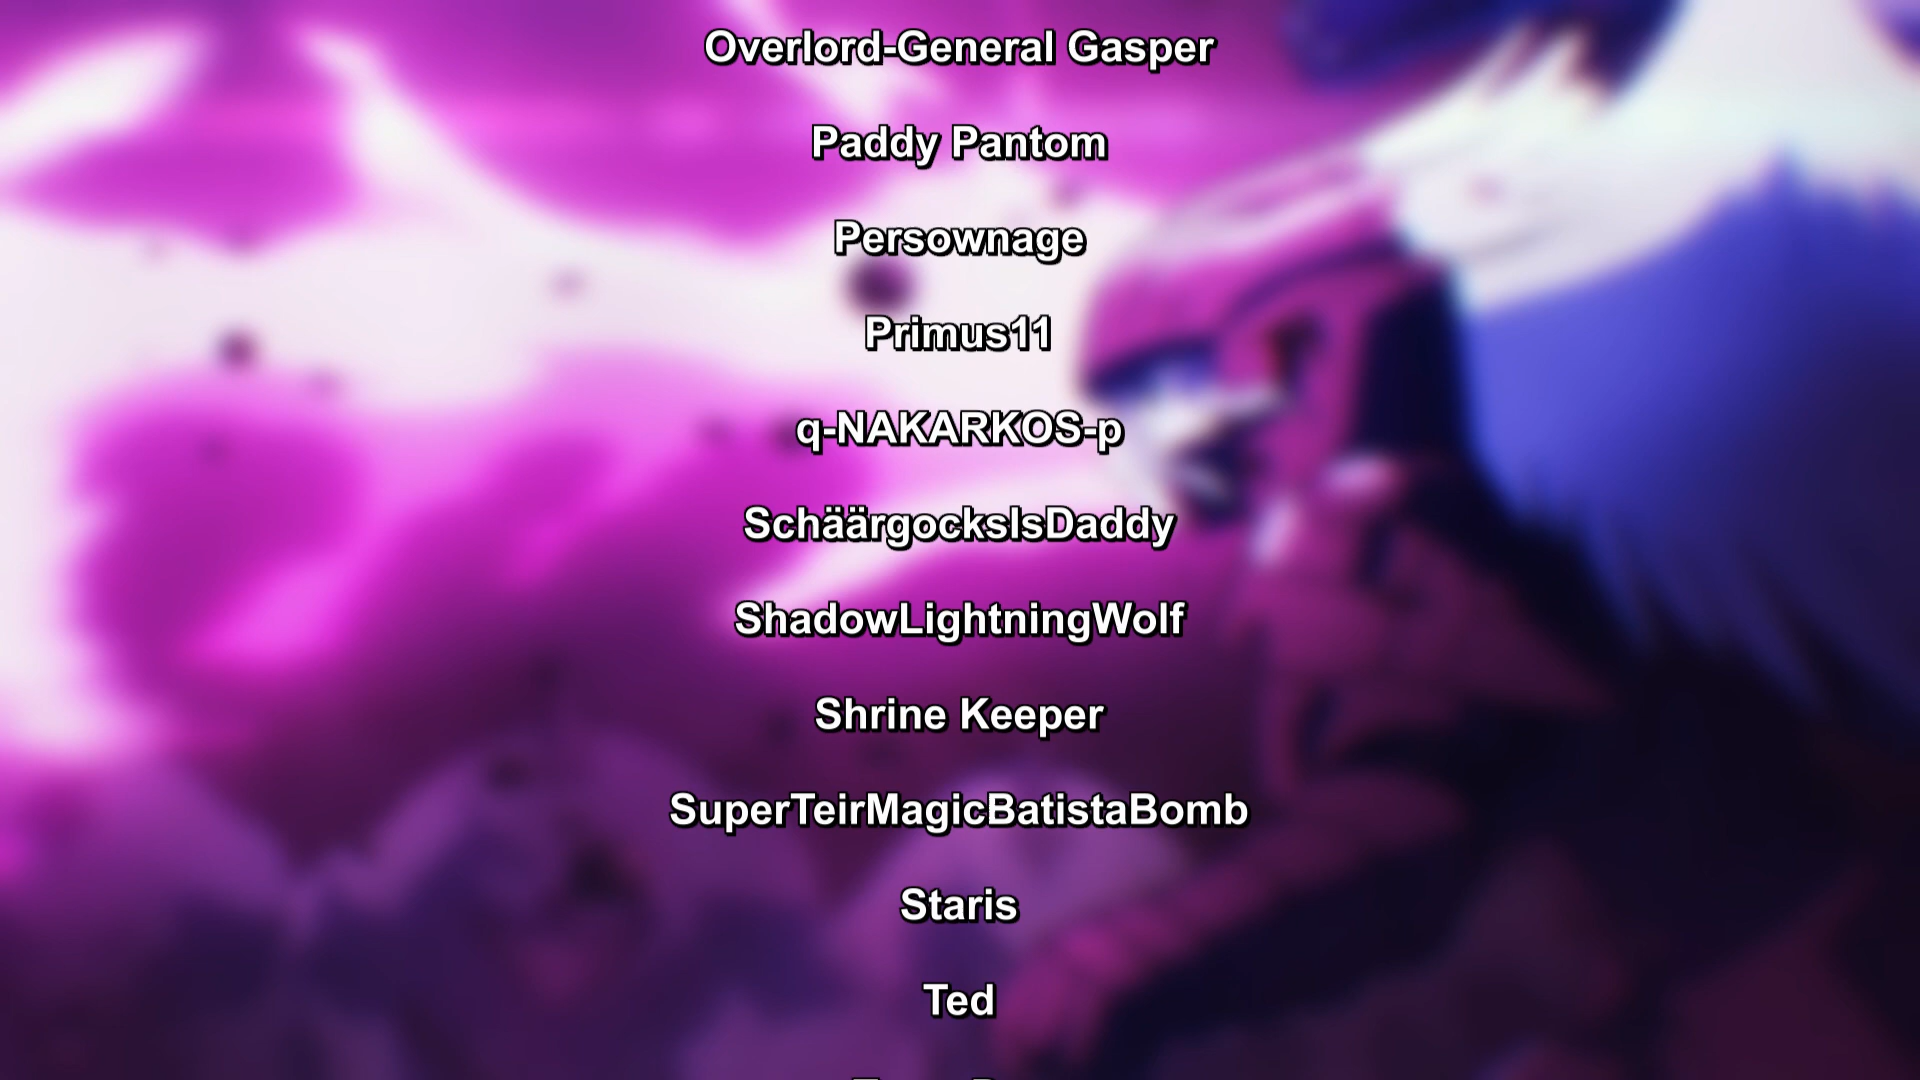 Overlord-General Gasper
Paddy Pantom
Persownage
Primus11
q-NAKARKOS-p
SchäärgocksIsDaddy
ShadowLightningWolf
Shrine Keeper
SuperTeirMagicBatistaBomb
Staris
Ted